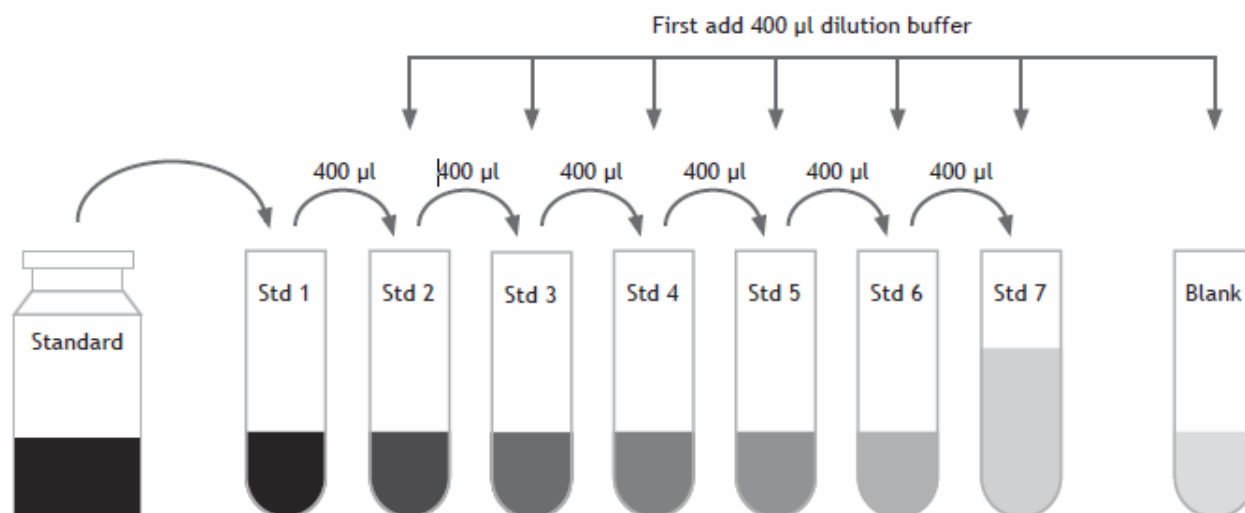 First add 400 µl dilution buffer
400 µl 400 µl 400 µl 400 µl 400 µl 400 µl
Standard Std 1 Std 2 Std 3 Std 4 Std 5 Std 6 Std 7 Blank